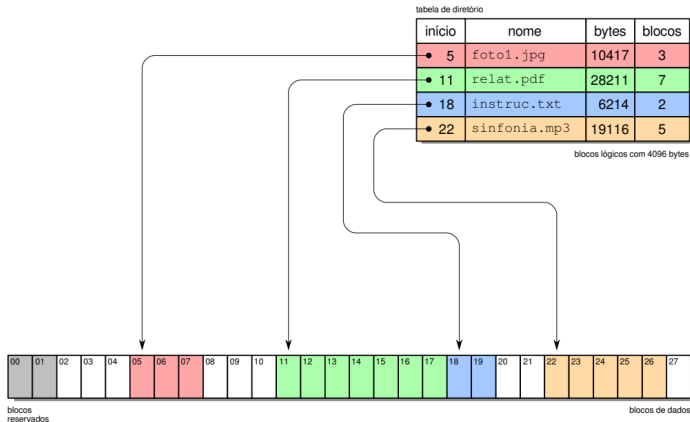 tabela de diretório
início nome bytes blocos
5 foto1.jpg 10417 3
11 relat.pdf 28211 7
18 instruc.txt 6214 2
22 sinfonia.mp3 19116 5
blocos lógicos com 4096 bytes
00 01 02 03 04 05 06 07 08 09 10 11 12 13 14 15 16 17 18 19 20 21 22 23 24 25 26 27
blocos reservados
blocos de dados